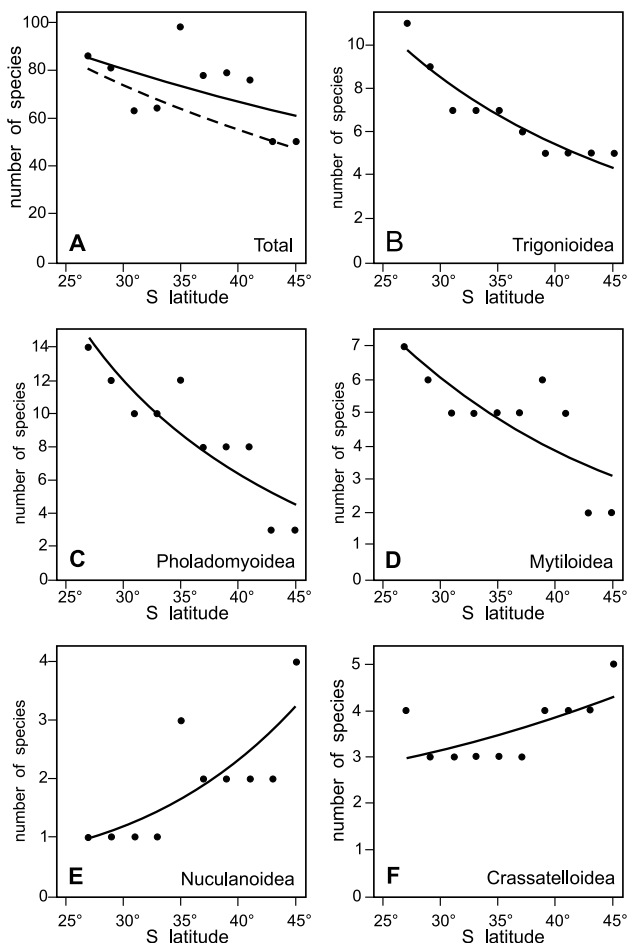 number of species
100
80
60
40
20
0
A
Total
25° 30° 35° 40° 45°
S latitude
number of species
10
8
6
4
2
0
B
Trigonioidea
25° 30° 35° 40° 45°
S latitude
number of species
14
12
10
8
6
4
2
0
C
Pholadomyoidea
25° 30° 35° 40° 45°
S latitude
number of species
7
6
5
4
3
2
1
0
D
Mytiloidea
25° 30° 35° 40° 45°
S latitude
number of species
4
3
2
1
0
E
Nuculanoidea
25° 30° 35° 40° 45°
S latitude
number of species
5
4
3
2
1
0
F
Crassatelloidea
25° 30° 35° 40° 45°
S latitude